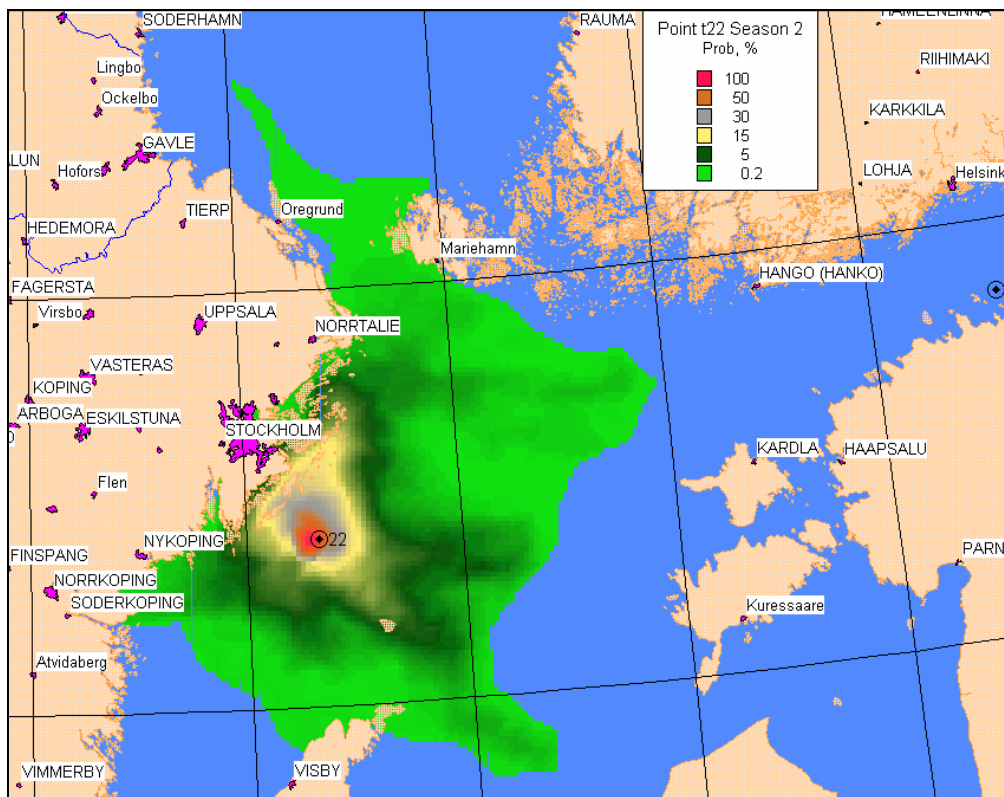 SODERHAMN
RAUMA
HAMEENLINNA
Point t22 Season 2
Prob, %
100
50
30
15
5
0.2
Lingbo
RIIHIMAKI
Ockelbo
KARKKILA
GAVLE
ALUN
Hofors
LOHJA
Helsink
TIERP
Oregrund
HEDEMORA
Mariehamn
HANGO (HANKO)
FAGERSTA
Virsbo
UPPSALA
NORRTALIE
VASTERAS
KOPING
ARBOGA
ESKILSTUNA
STOCKHOLM
O
KARDLA
HAAPSALU
Flen
22
NYKOPING
FINSPANG
PARN
NORRKOPING
SODERKOPING
Kuressaare
Atvidaberg
VIMMERBY
VISBY